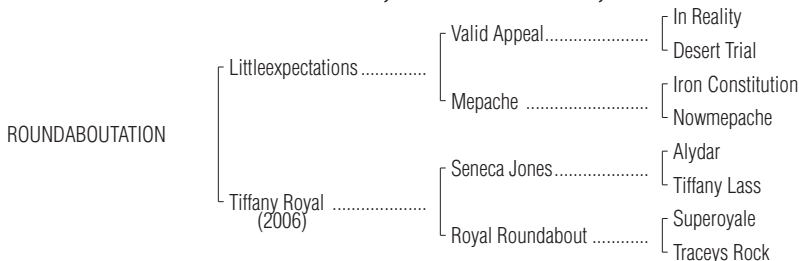 In Reality
Valid Appeal.....................
Desert Trial
Littleexpectations ..............
Iron Constitution
Mepache .........................
Nowmepache
ROUNDABOUTATION
Alydar
Seneca Jones...................
Tiffany Lass
Tiffany Royal ....................
(2006)
Superoyale
Royal Roundabout ............
Traceys Rock